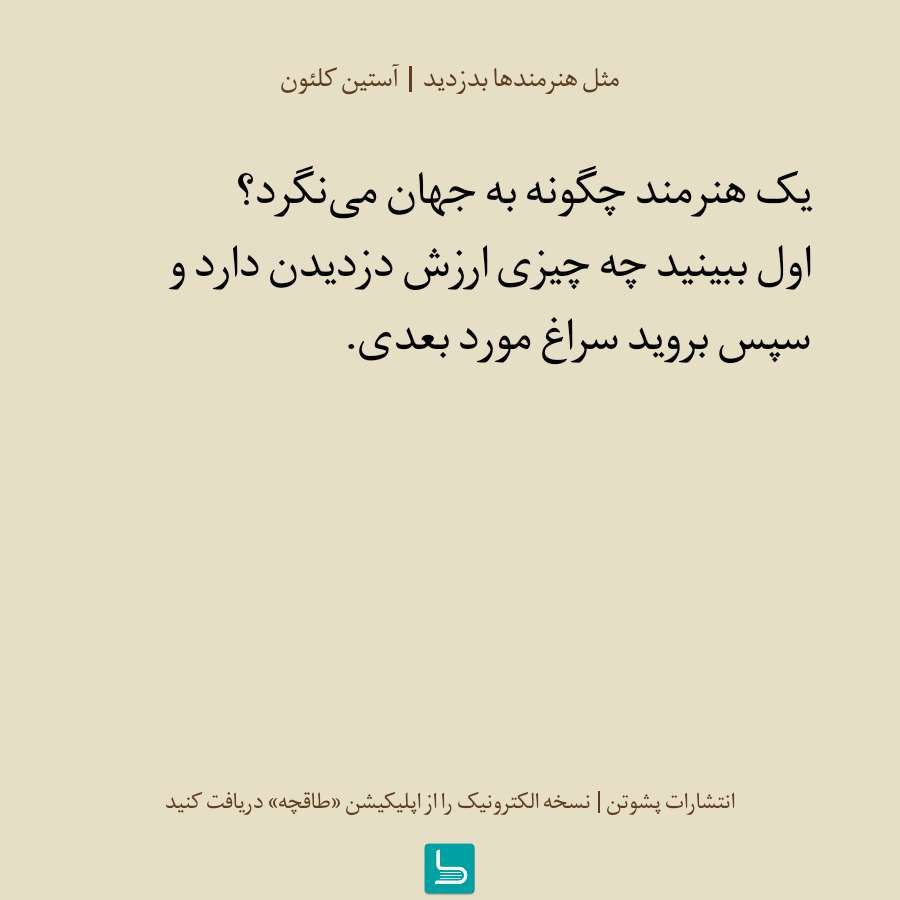 مثل هنرمندها بدزدید | آستین کلئون
یک هنرمند چگونه به جهان می‌نگرد؟
اول ببینید چه چیزی ارزش دزدیدن دارد و
سپس بروید سراغ مورد بعدی.
انتشارات پشوتن | نسخه الکترونیک را از اپلیکیشن «طاقچه» دریافت کنید